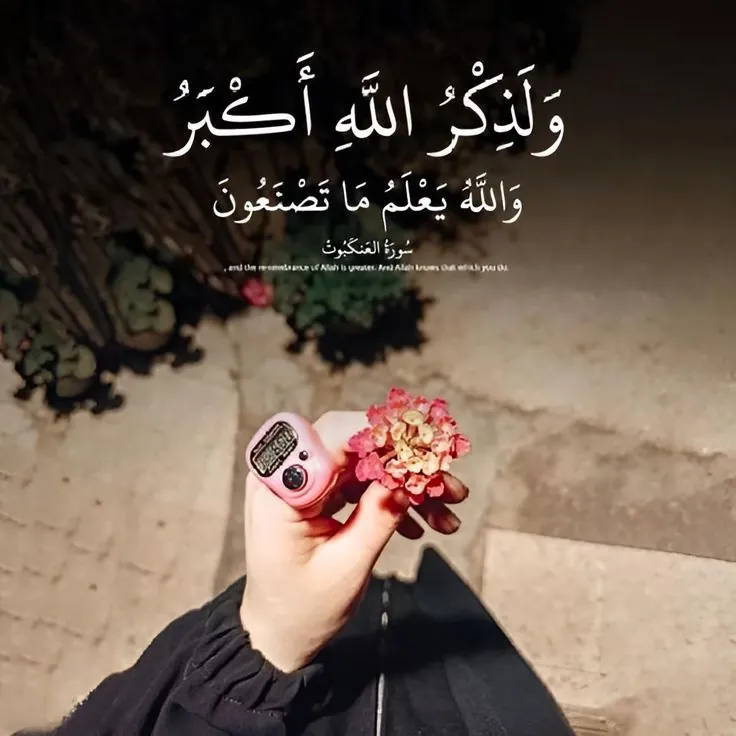 وَلَذِكْرُ اللَّهِ أَكْبَرُ
وَاللَّهُ يَعْلَمُ مَا تَصْنَعُونَ
سُورَةُ العَنكَبُوتْ
, and the remembrance of Allah is greater. And Allah knows that which you do.